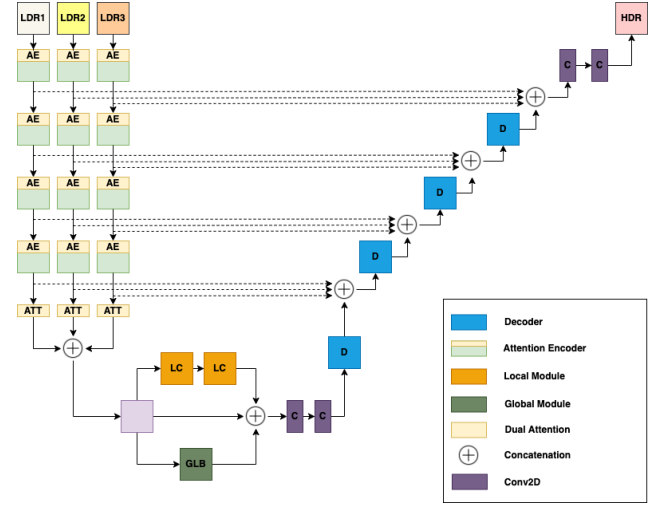 LDR1 LDR2 LDR3 HDR
AE AE AE
C C
AE AE AE
D
AE AE AE
D
AE AE AE
D
ATT ATT ATT
D
LC LC
C C
GLB
Decoder
Attention Encoder
Local Module
Global Module
Dual Attention
Concatenation
Conv2D